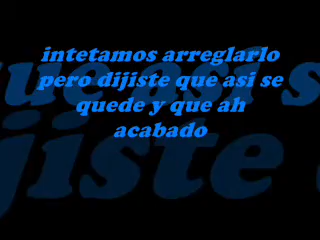 intetamos arreglarlo
pero dijiste que asi se
quede y que ah
acabado